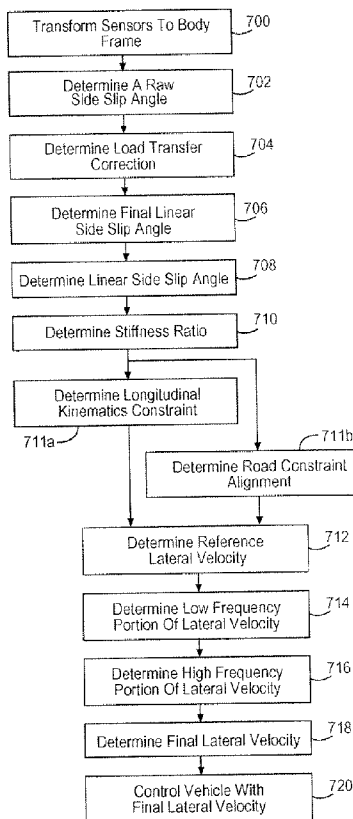 Transform Sensors To Body
Frame
700
Determine A Raw
Side Slip Angle
702
Determine Load Transfer
Correction
704
Determine Final Linear
Side Slip Angle
706
Determine Linear Side Slip Angle
708
Determine Stiffness Ratio
710
Determine Longitudinal
Kinematics Constraint
711a
711b
Determine Road Constraint
Alignment
Determine Reference
Lateral Velocity
712
Determine Low Frequency
Portion Of Lateral Velocity
714
Determine High Frequency
Portion Of Lateral Velocity
716
Determine Final Lateral Velocity
718
Control Vehicle With
Final Lateral Velocity
720